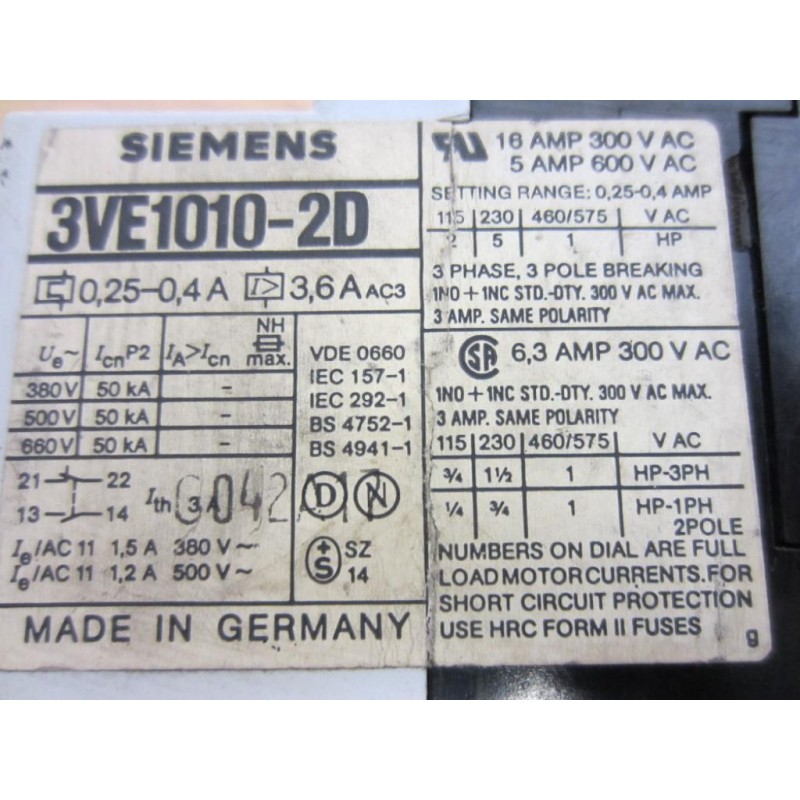 SIEMENS
3VE1010-2D
0,25-0,4 A I> 3,6 A AC3
Ue~ IcnP2 IA>Icn NH max.
380V 50 kA -
500V 50 kA -
660V 50 kA -
VDE 0660
IEC 157-1
IEC 292-1
BS 4752-1
BS 4941-1
21 22
13 14
Ith 3 A
G042
D N
+S SZ 14
Ie/AC 11 1,5 A 380 V~
Ie/AC 11 1,2 A 500 V~
MADE IN GERMANY
16 AMP 300 V AC
5 AMP 600 V AC
SETTING RANGE: 0,25-0,4 AMP
115 230 460/575 V AC
2 5 1 HP
3 PHASE, 3 POLE BREAKING
1NO+1NC STD.-DTY. 300 V AC MAX.
3 AMP. SAME POLARITY
SA 6,3 AMP 300 V AC
1NO+1NC STD.-DTY. 300 V AC MAX.
3 AMP. SAME POLARITY
115 230 460/575 V AC
3/4 1 1/2 1 HP-3PH
1/4 3/4 1 HP-1PH
2POLE
NUMBERS ON DIAL ARE FULL
LOAD MOTOR CURRENTS. FOR
SHORT CIRCUIT PROTECTION
USE HRC FORM II FUSES
g